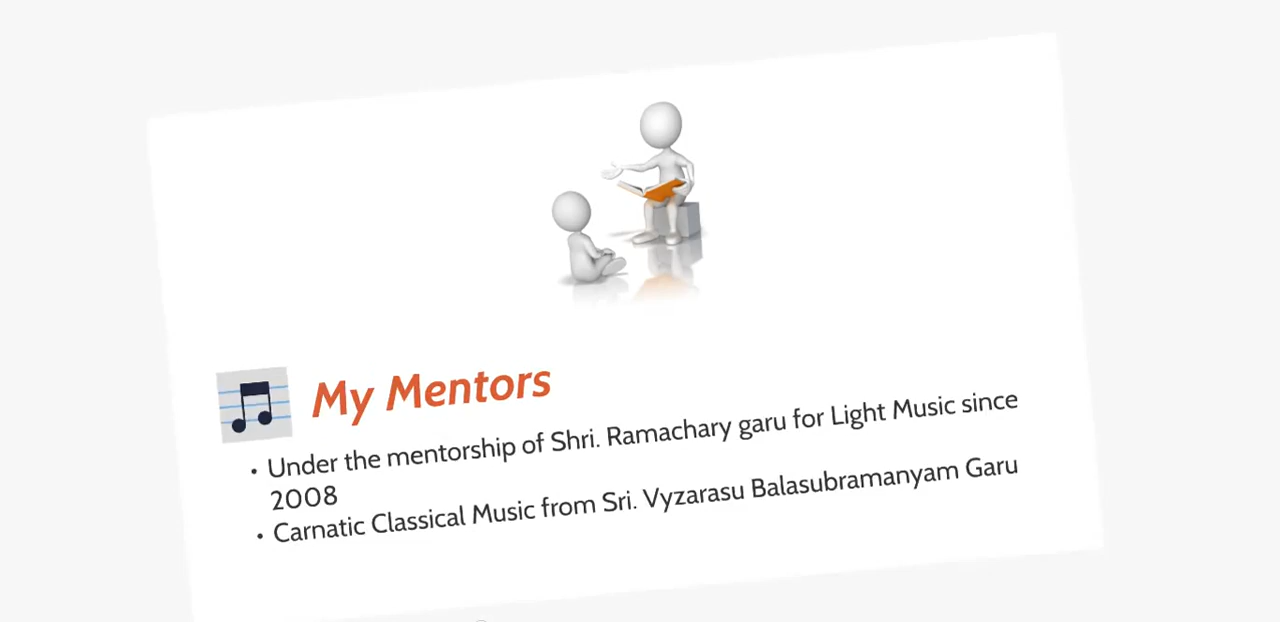 My Mentors
• Under the mentorship of Shri. Ramachary garu for Light Music since
2008
• Carnatic Classical Music from Sri. Vyzarasu Balasubramanyam Garu